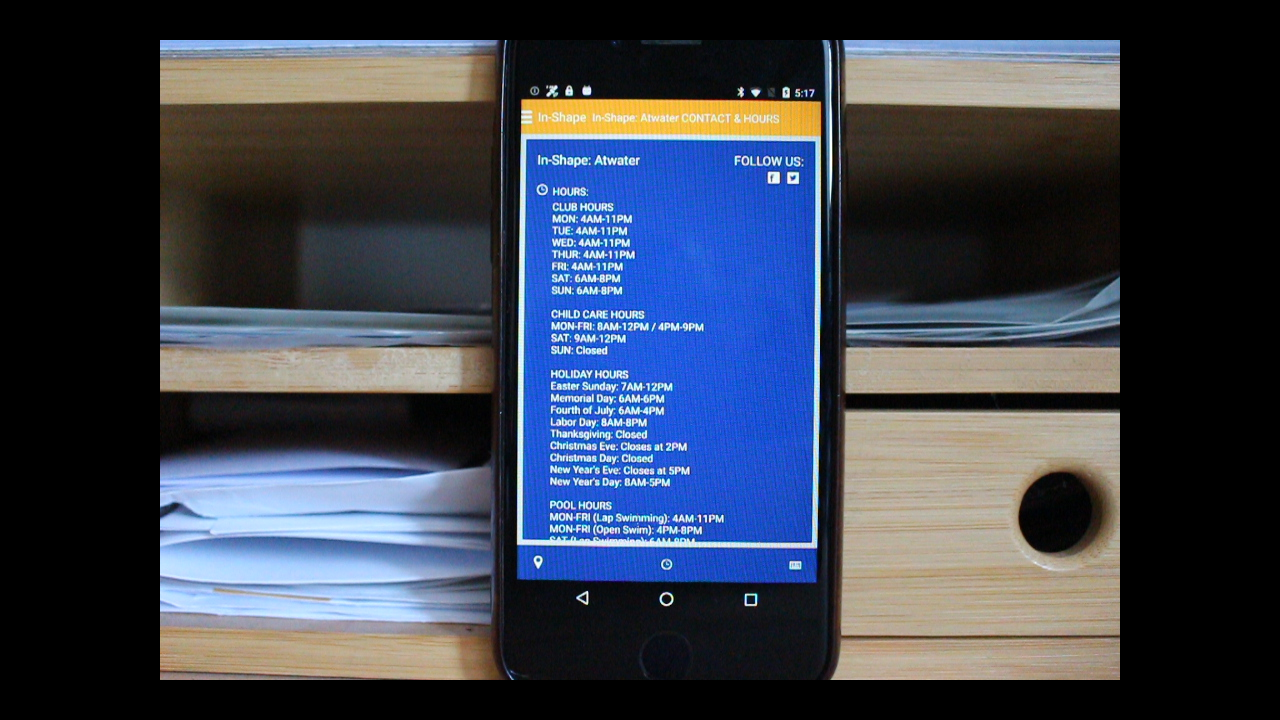 5:17
In-Shape In-Shape: Atwater CONTACT & HOURS
In-Shape: Atwater
FOLLOW US:
HOURS:
CLUB HOURS
MON: 4AM-11PM
TUE: 4AM-11PM
WED: 4AM-11PM
THUR: 4AM-11PM
FRI: 4AM-11PM
SAT: 6AM-8PM
SUN: 6AM-8PM
CHILD CARE HOURS
MON-FRI: 8AM-12PM / 4PM-9PM
SAT: 9AM-12PM
SUN: Closed
HOLIDAY HOURS
Easter Sunday: 7AM-12PM
Memorial Day: 6AM-6PM
Fourth of July: 6AM-4PM
Labor Day: 8AM-8PM
Thanksgiving: Closed
Christmas Eve: Closes at 2PM
Christmas Day: Closed
New Year's Eve: Closes at 5PM
New Year's Day: 8AM-5PM
POOL HOURS
MON-FRI (Lap Swimming): 4AM-11PM
MON-FRI (Open Swim): 4PM-8PM
SAT (Lap Swimming): 6AM-8PM